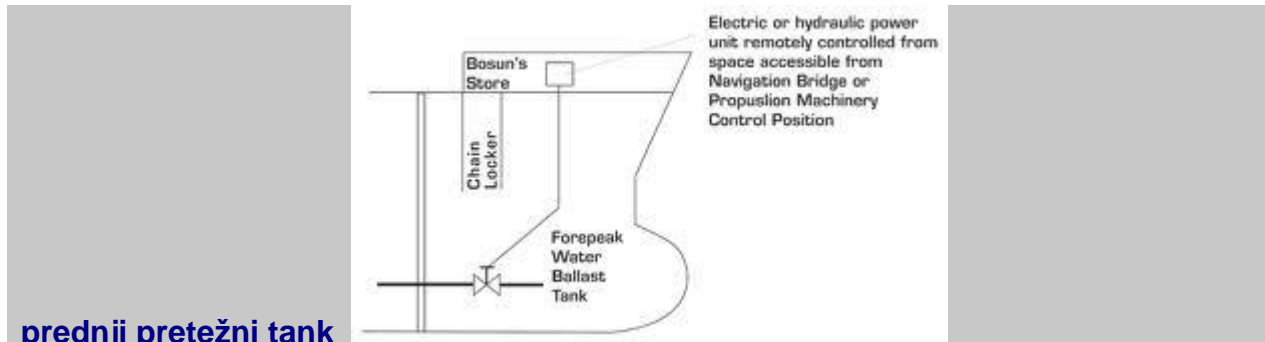 Electric or hydraulic power
unit remotely controlled from
space accessible from
Navigation Bridge or
Propuslion Machinery
Control Position
Bosun's
Store
Chain
Locker
Forepeak
Water
Ballast
Tank
prednji pretežni tank